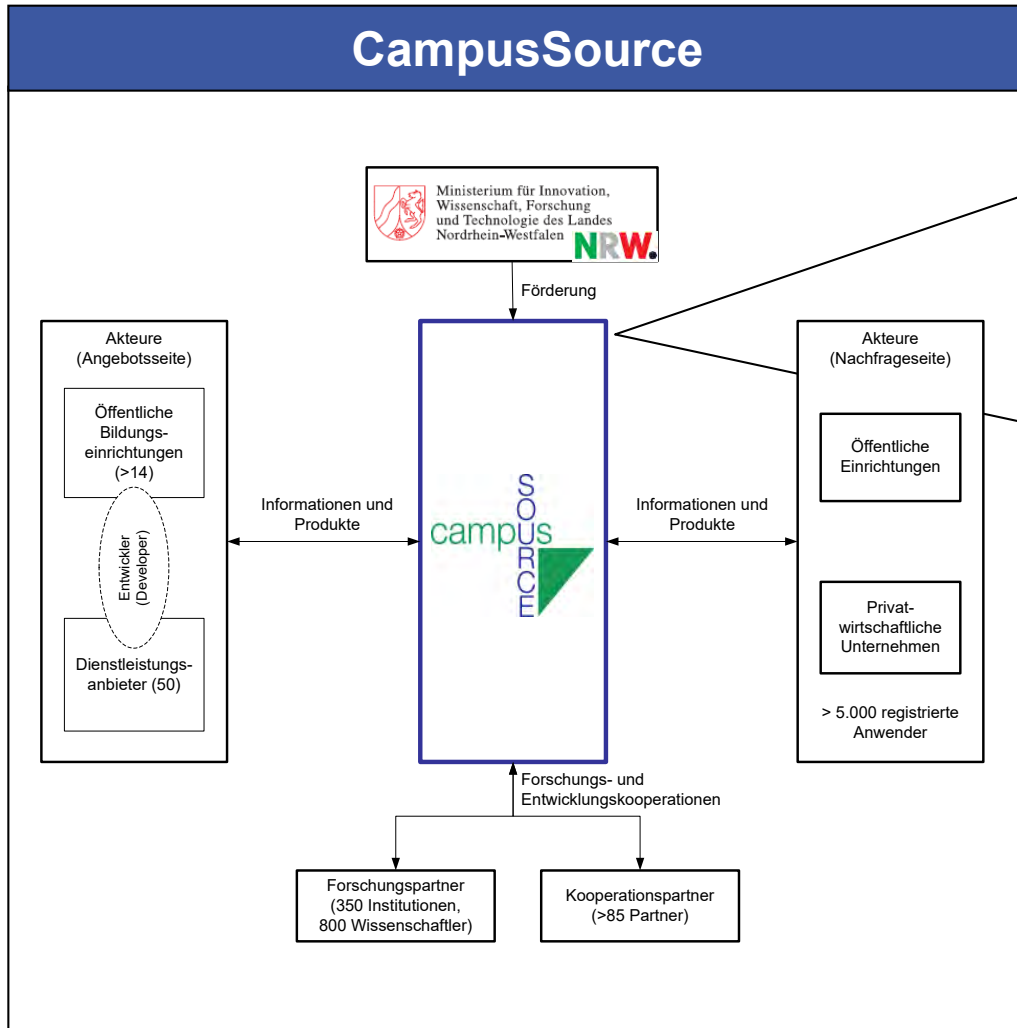 CampusSource
Ministerium für Innovation,
Wissenschaft, Forschung
und Technologie des Landes
Nordrhein-Westfalen
NRW.
Förderung
Akteure
(Angebotsseite)
Öffentliche
Bildungs-
einrichtungen
(>14)
Entwickler
(Developer)
Dienstleistungs-
anbieter (50)
Informationen und
Produkte
campus
SOURCE
Informationen und
Produkte
Akteure
(Nachfrageseite)
Öffentliche
Einrichtungen
Privat-
wirtschaftliche
Unternehmen
> 5.000 registrierte
Anwender
Forschungs- und
Entwicklungskooperationen
Forschungspartner
(350 Institutionen,
800 Wissenschaftler)
Kooperationspartner
(>85 Partner)